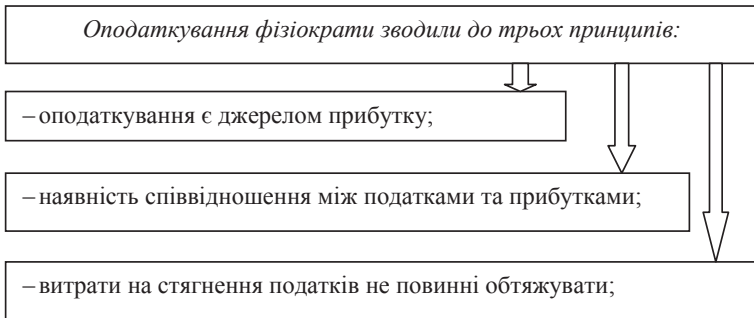 Оподаткування фізіократи зводили до трьох принципів:
– оподаткування є джерелом прибутку;
– наявність співвідношення між податками та прибутками;
– витрати на стягнення податків не повинні обтяжувати;